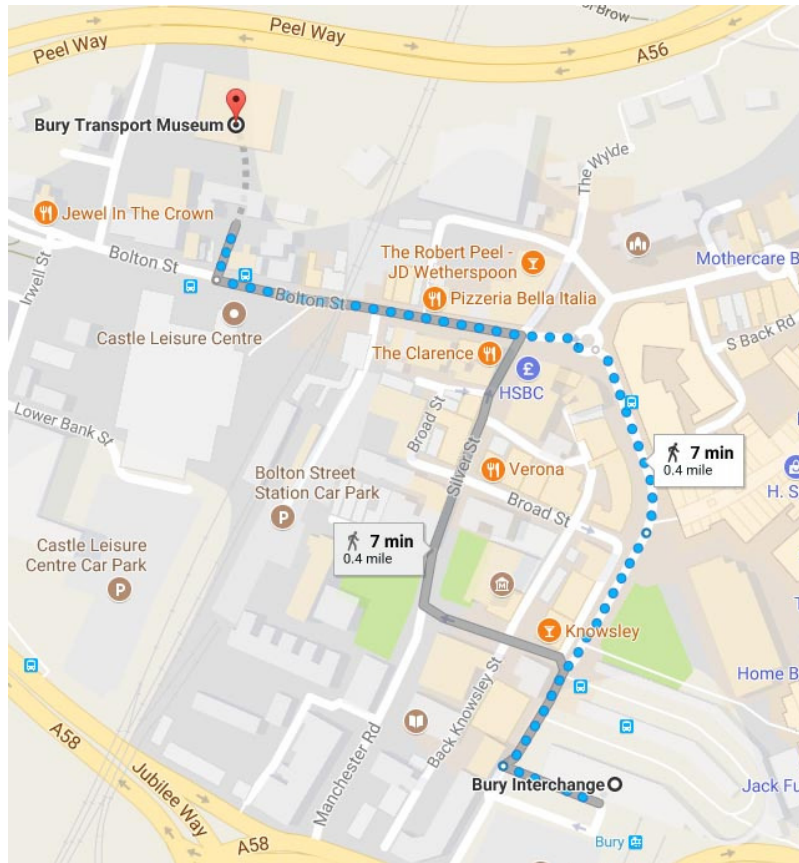 Peel Way
Peel Way
A56
Brow
Bury Transport Museum
The Wylde
Jewel In The Crown
Mothercare B
The Robert Peel -
JD Wetherspoon
Bolton St
Irwell St
Bolton St
Pizzeria Bella Italia
S Back Rd
Castle Leisure Centre
The Clarence
£
HSBC
Lower Bank St
Broad St
Silver St
7 min
0.4 mile
Verona
H. S
Bolton Street
Station Car Park
Broad St
P
7 min
0.4 mile
Castle Leisure
Centre Car Park
P
Knowsley
Home B
Back Knowsley St
Manchester Rd
A58
Jubilee Way
Bury Interchange
Jack Fu
A58
Bury